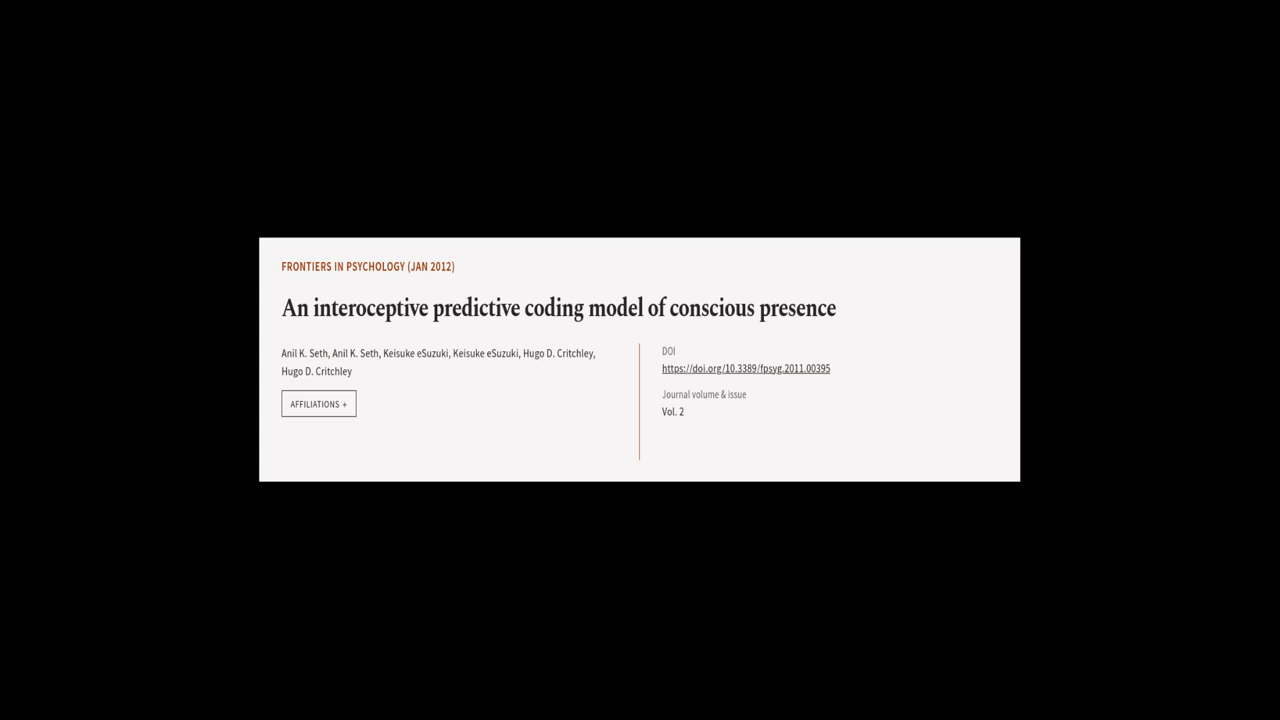 FRONTIERS IN PSYCHOLOGY (JAN 2012)
An interoceptive predictive coding model of conscious presence
Anil K. Seth, Anil K. Seth, Keisuke eSuzuki, Keisuke eSuzuki, Hugo D. Critchley,
Hugo D. Critchley
AFFILIATIONS +
DOI
https://doi.org/10.3389/fpsyg.2011.00395
Journal volume & issue
Vol. 2